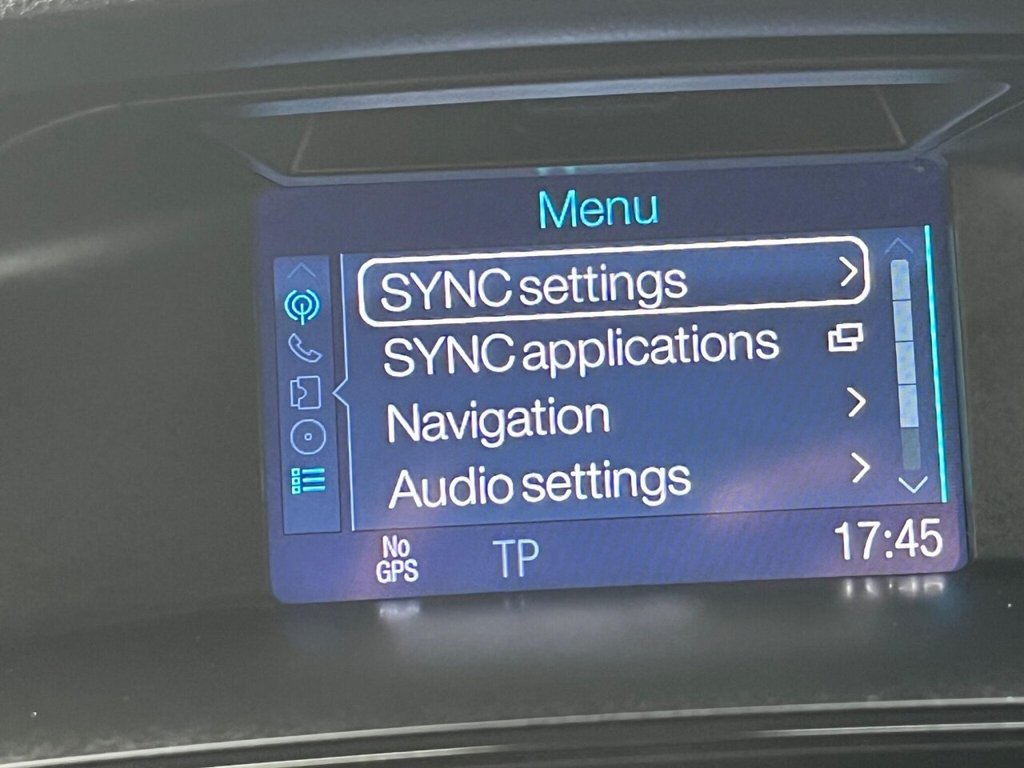 Menu
SYNC settings
SYNC applications
Navigation
Audio settings
No
GPS
TP
17:45